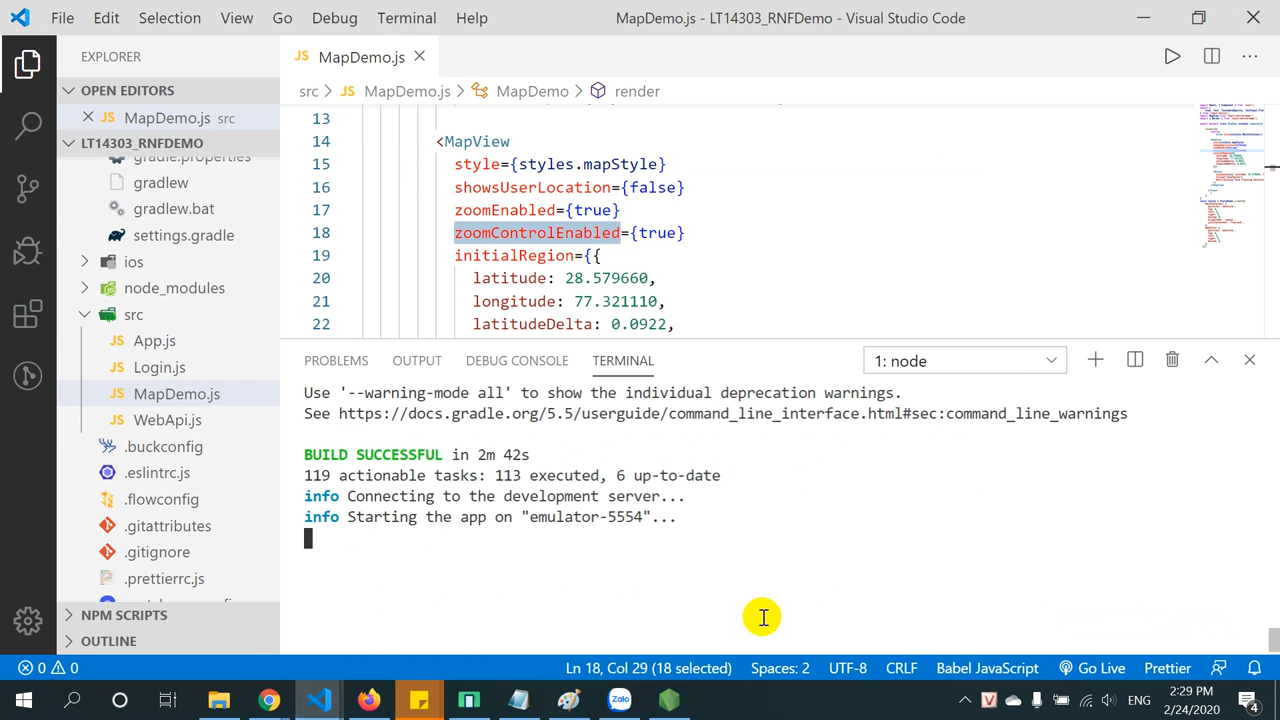 File Edit Selection View Go Debug Terminal Help MapDemo.js - LT14303_RNFDemo - Visual Studio Code
EXPLORER
OPEN EDITORS
MapDemo.js src
LT14303_RNFDEMO
gradle.properties
gradlew
gradlew.bat
settings.gradle
ios
node_modules
src
JS App.js
JS Login.js
JS MapDemo.js
JS WebApi.js
.buckconfig
.eslintrc.js
.flowconfig
.gitattributes
.gitignore
.prettierrc.js
NPM SCRIPTS
OUTLINE
JS MapDemo.js
src > JS MapDemo.js > MapDemo > render
13
14 <MapView
15 style={styles.mapStyle}
16 showsUserLocation={false}
17 zoomEnabled={true}
18 zoomControlEnabled={true}
19 initialRegion={{
20 latitude: 28.579660,
21 longitude: 77.321110,
22 latitudeDelta: 0.0922,
PROBLEMS OUTPUT DEBUG CONSOLE TERMINAL 1: node
Use '--warning-mode all' to show the individual deprecation warnings.
See https://docs.gradle.org/5.5/userguide/command_line_interface.html#sec:command_line_warnings
BUILD SUCCESSFUL in 2m 42s
119 actionable tasks: 113 executed, 6 up-to-date
info Connecting to the development server...
info Starting the app on "emulator-5554"...
0 0 Ln 18, Col 29 (18 selected) Spaces: 2 UTF-8 CRLF Babel JavaScript Go Live Prettier
Zalo V ENG 2:29 PM
2/24/2020 4